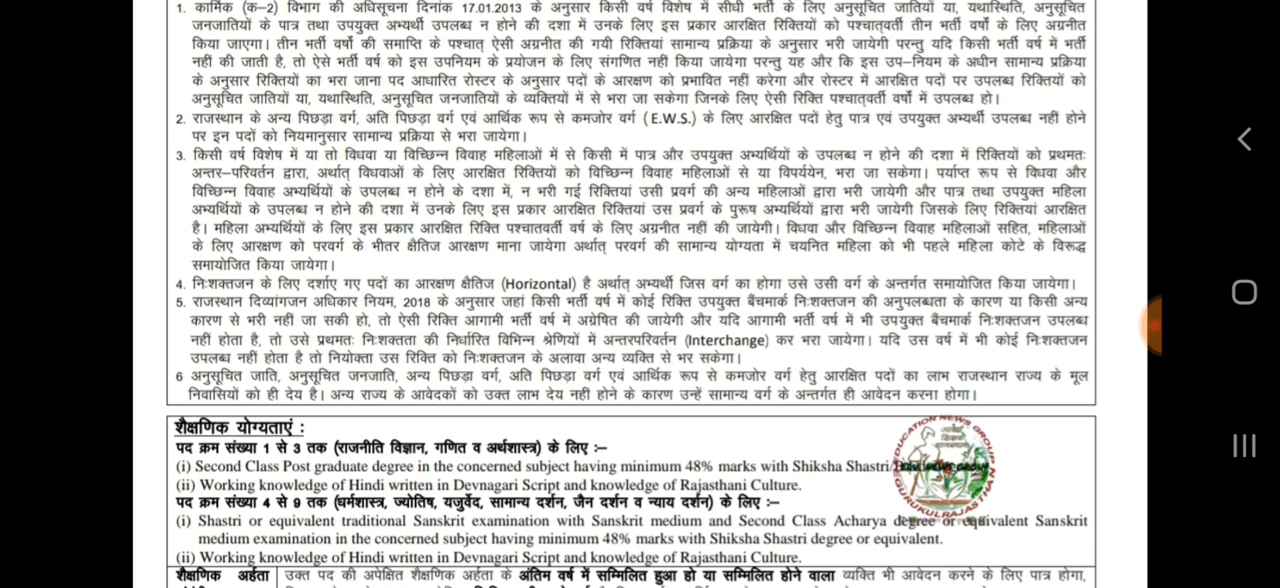 1. कार्मिक (क-2) विभाग की अधिसूचना दिनांक 17.01.2013 के अनुसार किसी वर्ष विशेष में सीधी भर्ती के लिए अनुसूचित जातियों या, यथास्थिति, अनुसूचित
जनजातियों के पात्र तथा उपयुक्त अभ्यर्थी उपलब्ध न होने की दशा में उनके लिए इस प्रकार आरक्षित रिक्तियों को पश्चात्वर्ती तीन भर्ती वर्षों के लिए अग्रनीत
किया जाएगा। तीन भर्ती वर्षों की समाप्ति के पश्चात् ऐसी अग्रनीत की गयी रिक्तियां सामान्य प्रक्रिया के अनुसार भरी जायेगी परन्तु यदि किसी भर्ती वर्ष में भर्ती
नहीं की जाती है, तो ऐसे भर्ती वर्ष को इस उपनियम के प्रयोजन के लिए संगणित नहीं किया जायेगा परन्तु यह और कि इस उप-नियम के अधीन सामान्य प्रक्रिया
के अनुसार रिक्तियों का भरा जाना पद आधारित रोस्टर के अनुसार पदों के आरक्षण को प्रभावित नहीं करेगा और रोस्टर में आरक्षित पदों पर उपलब्ध रिक्तियों को
अनुसूचित जातियों या, यथास्थिति, अनुसूचित जनजातियों के व्यक्तियों में से भरा जा सकेगा जिनके लिए ऐसी रिक्ति पश्चात्वर्ती वर्षों में उपलब्ध हो।
2. राजस्थान के अन्य पिछड़ा वर्ग, अति पिछड़ा वर्ग एवं आर्थिक रूप से कमजोर वर्ग (E.W.S.) के लिए आरक्षित पदों हेतु पात्र एवं उपयुक्त अभ्यर्थी उपलब्ध नहीं होने
पर इन पदों को नियमानुसार सामान्य प्रक्रिया से भरा जायेगा।
3. किसी वर्ष विशेष में या तो विधवा या विच्छिन्न विवाह महिलाओं में से किसी में पात्र और उपयुक्त अभ्यर्थियों के उपलब्ध न होने की दशा में रिक्तियों को प्रथमतः
अन्तर-परिवर्तन द्वारा, अर्थात् विधवाओं के लिए आरक्षित रिक्तियों को विच्छिन्न विवाह महिलाओं से या विपर्ययेन, भरा जा सकेगा। पर्याप्त रूप से विधवा और
विच्छिन्न विवाह अभ्यर्थियों के उपलब्ध न होने के दशा में, न भरी गई रिक्तियां उसी प्रवर्ग की अन्य महिलाओं द्वारा भरी जायेगी और पात्र तथा उपयुक्त महिला
अभ्यर्थियों के उपलब्ध न होने की दशा में उनके लिए इस प्रकार आरक्षित रिक्तियां उस प्रवर्ग के पुरूष अभ्यर्थियों द्वारा भरी जायेगी जिसके लिए रिक्तियां आरक्षित
है। महिला अभ्यर्थियों के लिए इस प्रकार आरक्षित रिक्ति पश्चातवर्ती वर्ष के लिए अग्रनीत नहीं की जायेगी। विधवा और विच्छिन्न विवाह महिलाओं सहित, महिलाओं
के लिए आरक्षण को परवर्ग के भीतर क्षैतिज आरक्षण माना जायेगा अर्थात् परवर्ग की सामान्य योग्यता में चयनित महिला को भी पहले महिला कोटे के विरूद्ध
समायोजित किया जायेगा।
4. निःशक्तजन के लिए दर्शाए गए पदों का आरक्षण क्षैतिज (Horizontal) है अर्थात् अभ्यर्थी जिस वर्ग का होगा उसे उसी वर्ग के अन्तर्गत समायोजित किया जायेगा।
5. राजस्थान दिव्यांगजन अधिकार नियम, 2018 के अनुसार जहां किसी भर्ती वर्ष में कोई रिक्ति उपयुक्त बैंचमार्क निःशक्तजन की अनुपलब्धता के कारण या किसी अन्य
कारण से भरी नहीं जा सकी हो, तो ऐसी रिक्ति आगामी भर्ती वर्ष में अग्रेषित की जायेगी और यदि आगामी भर्ती वर्ष में भी उपयुक्त बैंचमार्क निःशक्तजन उपलब्ध
नहीं होता है, तो उसे प्रथमतः निःशक्तता की निर्धारित विभिन्न श्रेणियों में अन्तरपरिवर्तन (Interchange) कर भरा जायेगा। यदि उस वर्ष में भी कोई निःशक्तजन
उपलब्ध नहीं होता है तो नियोक्ता उस रिक्ति को निःशक्तजन के अलावा अन्य व्यक्ति से भर सकेगा।
6 अनुसूचित जाति, अनुसूचित जनजाति, अन्य पिछड़ा वर्ग, अति पिछड़ा वर्ग एवं आर्थिक रूप से कमजोर वर्ग हेतु आरक्षित पदों का लाभ राजस्थान राज्य के मूल
निवासियों को ही देय है। अन्य राज्य के आवेदकों को उक्त लाभ देय नहीं होने के कारण उन्हें सामान्य वर्ग के अन्तर्गत ही आवेदन करना होगा।
शैक्षणिक योग्यताएं :
पद क्रम संख्या 1 से 3 तक (राजनीति विज्ञान, गणित व अर्थशास्त्र) के लिए :-
(i) Second Class Post graduate degree in the concerned subject having minimum 48% marks with Shiksha Shastri/
(ii) Working knowledge of Hindi written in Devnagari Script and knowledge of Rajasthani Culture.
पद क्रम संख्या 4 से 9 तक (धर्मशास्त्र, ज्योतिष, यजुर्वेद, सामान्य दर्शन, जैन दर्शन व न्याय दर्शन) के लिए :-
(i) Shastri or equivalent traditional Sanskrit examination with Sanskrit medium and Second Class Acharya degree or equivalent Sanskrit
medium examination in the concerned subject having minimum 48% marks with Shiksha Shastri degree or equivalent.
(ii) Working knowledge of Hindi written in Devnagari Script and knowledge of Rajasthani Culture.
EDUCATION NEWS GROUP
GURUKULRAJASTHAN
शैक्षणिक अर्हता उक्त पद की अपेक्षित शैक्षणिक अर्हता के अंतिम वर्ष में सम्मिलित हुआ हो या सम्मिलित होने वाला व्यक्ति भी आवेदन करने के लिए पात्र होगा,